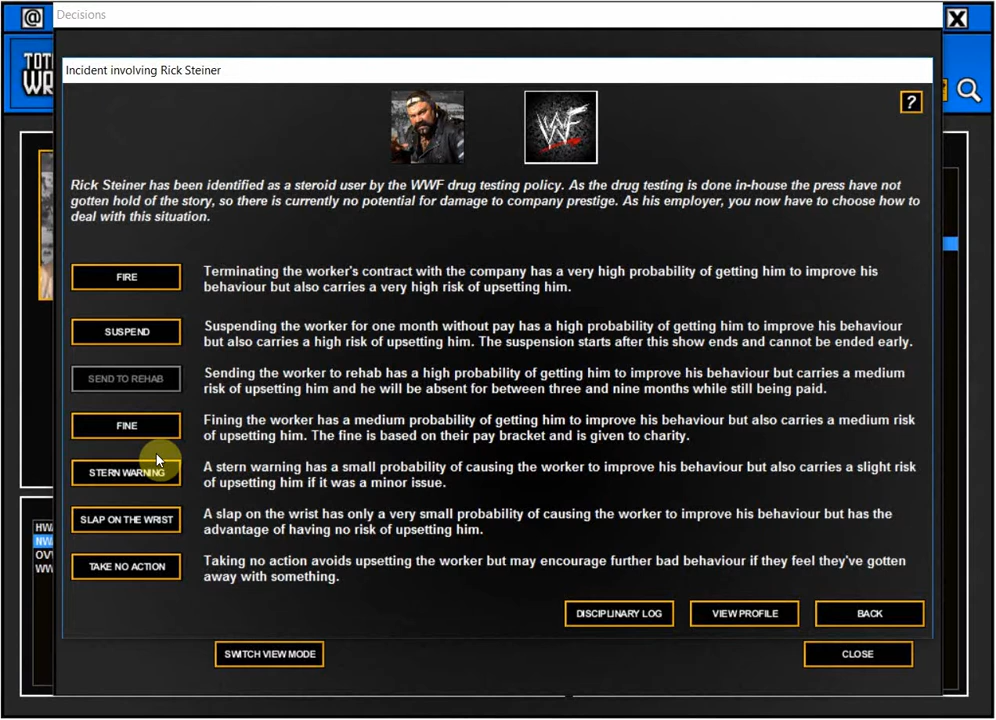 @
Decisions
X
TOT
WR
Incident involving Rick Steiner
?
Rick Steiner has been identified as a steroid user by the WWF drug testing policy. As the drug testing is done in-house the press have not
gotten hold of the story, so there is currently no potential for damage to company prestige. As his employer, you now have to choose how to
deal with this situation.
FIRE
Terminating the worker's contract with the company has a very high probability of getting him to improve his
behaviour but also carries a very high risk of upsetting him.
SUSPEND
Suspending the worker for one month without pay has a high probability of getting him to improve his behaviour
but also carries a high risk of upsetting him. The suspension starts after this show ends and cannot be ended early.
SEND TO REHAB
Sending the worker to rehab has a high probability of getting him to improve his behaviour but carries a medium
risk of upsetting him and he will be absent for between three and nine months while still being paid.
FINE
Fining the worker has a medium probability of getting him to improve his behaviour but also carries a medium risk
of upsetting him. The fine is based on their pay bracket and is given to charity.
STERN WARNING
A stern warning has a small probability of causing the worker to improve his behaviour but also carries a slight risk
of upsetting him if it was a minor issue.
SLAP ON THE WRIST
A slap on the wrist has only a very small probability of causing the worker to improve his behaviour but has the
advantage of having no risk of upsetting him.
TAKE NO ACTION
Taking no action avoids upsetting the worker but may encourage further bad behaviour if they feel they've gotten
away with something.
HW
NW
OV
WW
DISCIPLINARY LOG
VIEW PROFILE
BACK
SWITCH VIEW MODE
CLOSE